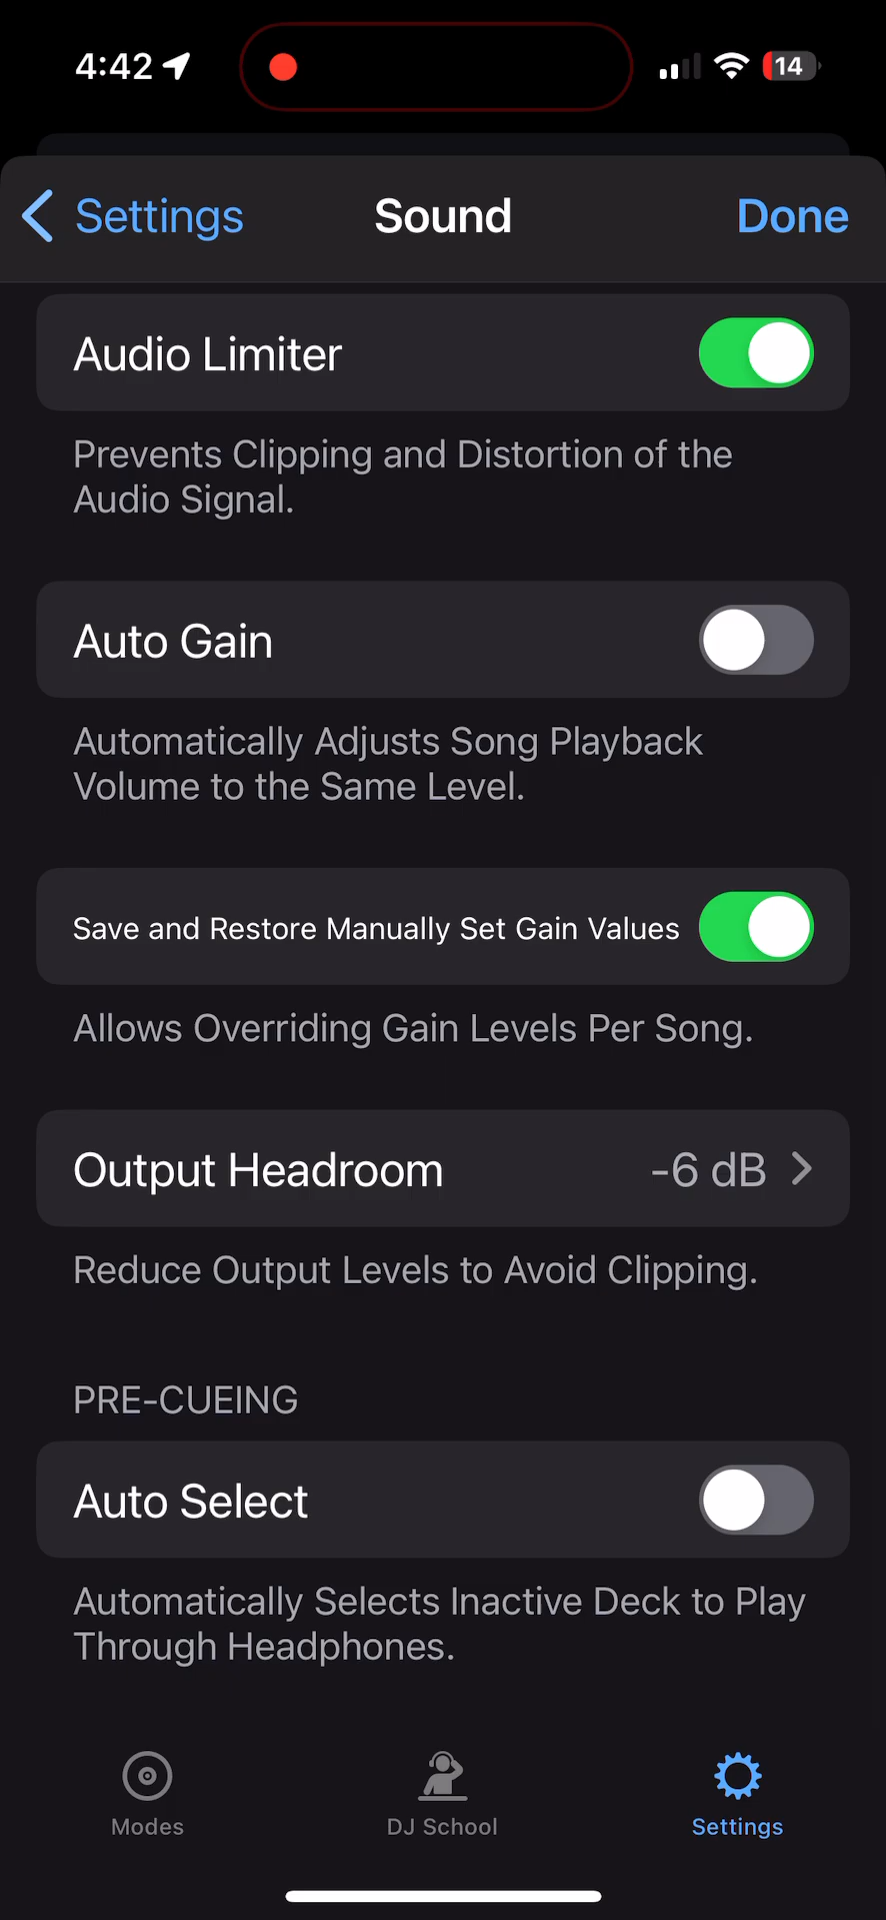 4:42
14
Settings
Sound
Done
Audio Limiter
Prevents Clipping and Distortion of the
Audio Signal.
Auto Gain
Automatically Adjusts Song Playback
Volume to the Same Level.
Save and Restore Manually Set Gain Values
Allows Overriding Gain Levels Per Song.
Output Headroom -6 dB
Reduce Output Levels to Avoid Clipping.
PRE-CUEING
Auto Select
Automatically Selects Inactive Deck to Play
Through Headphones.
Modes
DJ School
Settings